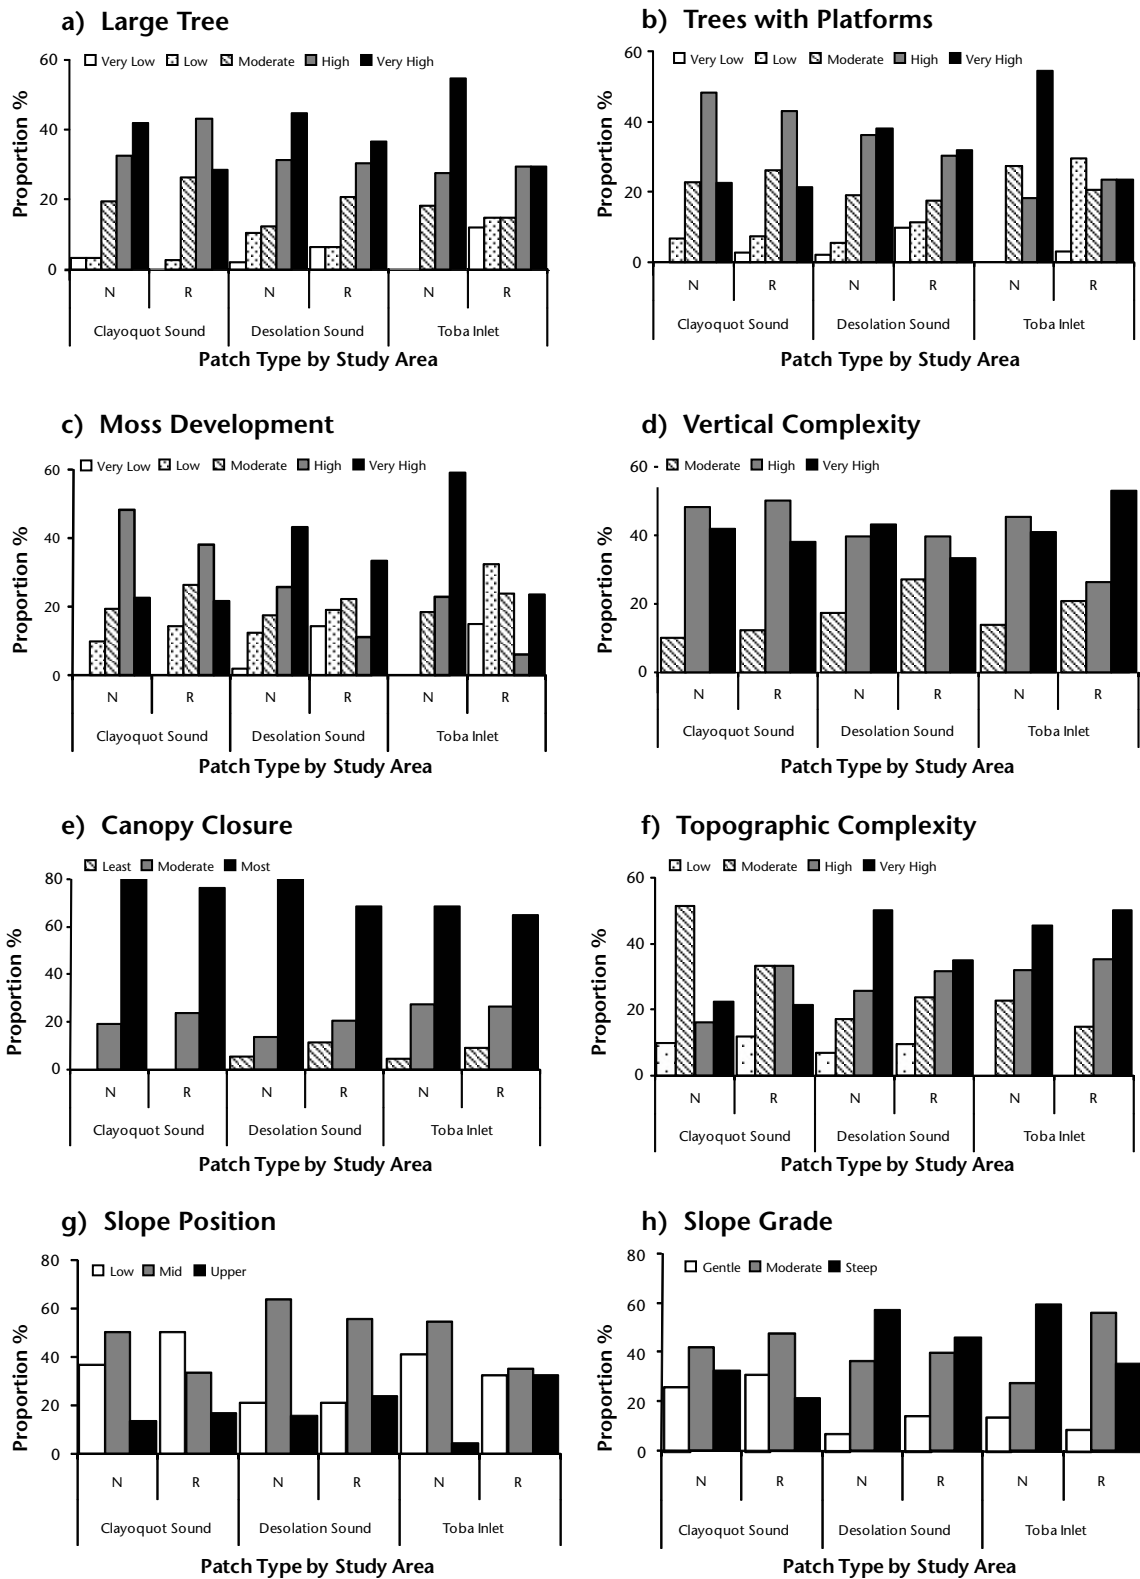 a) Large Tree
Very Low Low Moderate High Very High
60
40
20
0
Proportion %
N R N R N R
Clayoquot Sound Desolation Sound Toba Inlet
Patch Type by Study Area
b) Trees with Platforms
Very Low Low Moderate High Very High
60
40
20
0
Proportion %
N R N R N R
Clayoquot Sound Desolation Sound Toba Inlet
Patch Type by Study Area
c) Moss Development
Very Low Low Moderate High Very High
60
40
20
0
Proportion %
N R N R N R
Clayoquot Sound Desolation Sound Toba Inlet
Patch Type by Study Area
d) Vertical Complexity
Moderate High Very High
60
40
20
0
Proportion %
N R N R N R
Clayoquot Sound Desolation Sound Toba Inlet
Patch Type by Study Area
e) Canopy Closure
Least Moderate Most
80
60
40
20
0
Proportion %
N R N R N R
Clayoquot Sound Desolation Sound Toba Inlet
Patch Type by Study Area
f) Topographic Complexity
Low Moderate High Very High
60
40
20
0
Proportion %
N R N R N R
Clayoquot Sound Desolation Sound Toba Inlet
Patch Type by Study Area
g) Slope Position
Low Mid Upper
80
60
40
20
0
Proportion %
N R N R N R
Clayoquot Sound Desolation Sound Toba Inlet
Patch Type by Study Area
h) Slope Grade
Gentle Moderate Steep
80
60
40
20
0
Proportion %
N R N R N R
Clayoquot Sound Desolation Sound Toba Inlet
Patch Type by Study Area